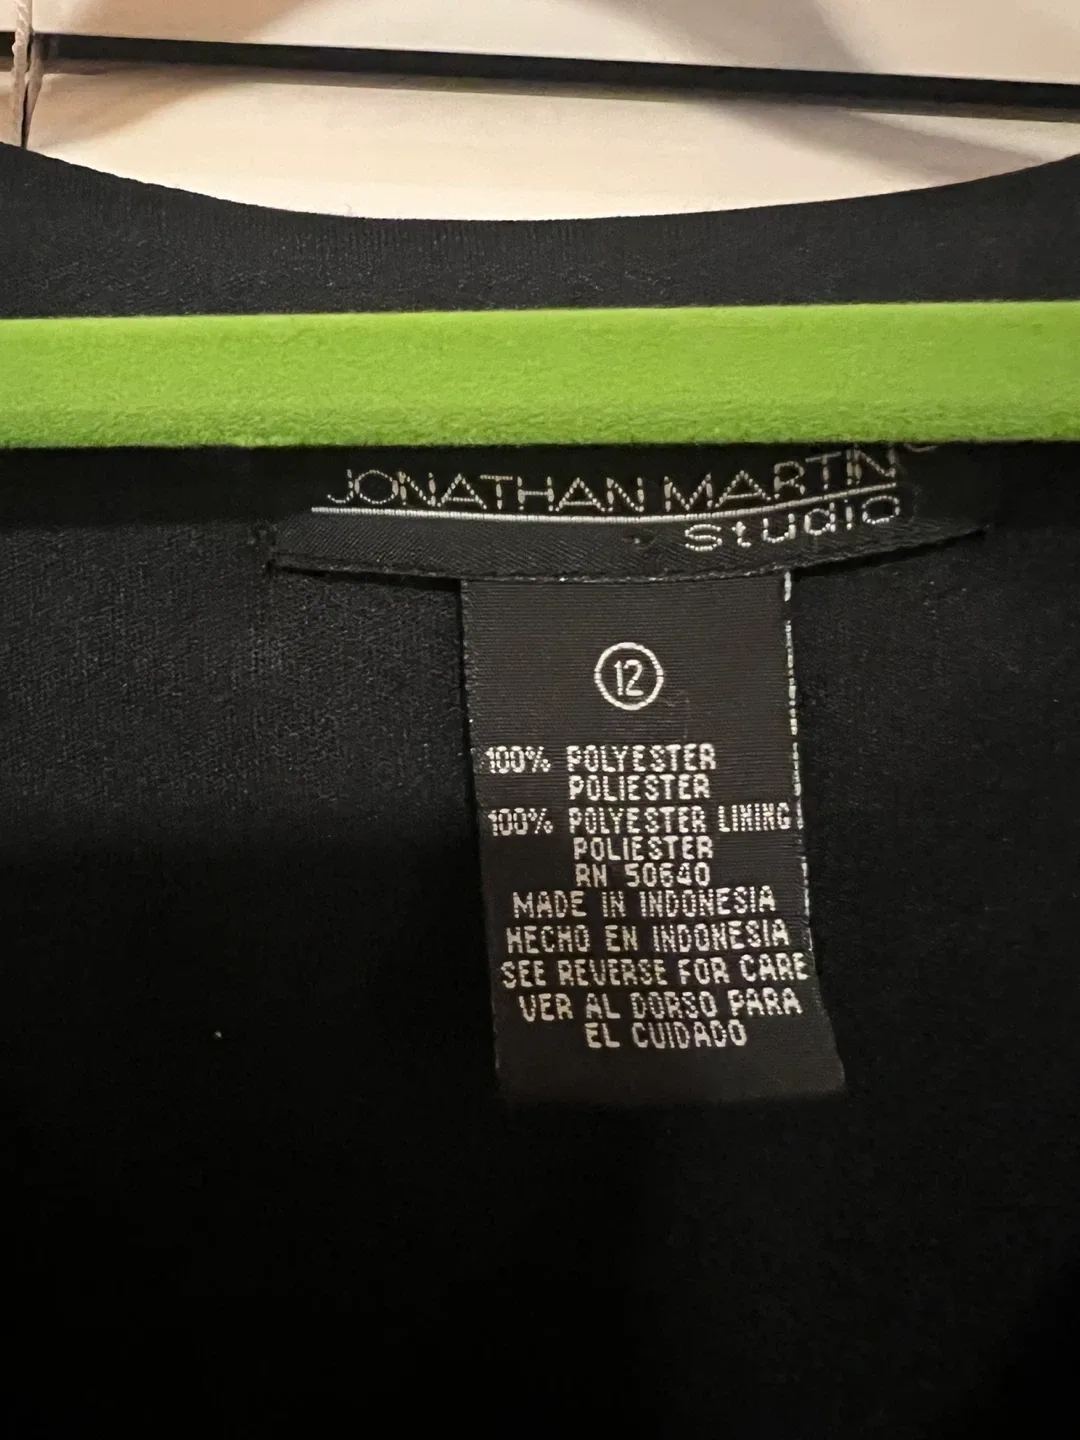 JONATHAN MARTIN
studio
12
100% POLYESTER
POLIESTER
100% POLYESTER LINING
POLIESTER
RN 50640
MADE IN INDONESIA
HECHO EN INDONESIA
SEE REVERSE FOR CARE
VER AL DORSO PARA
EL CUIDADO